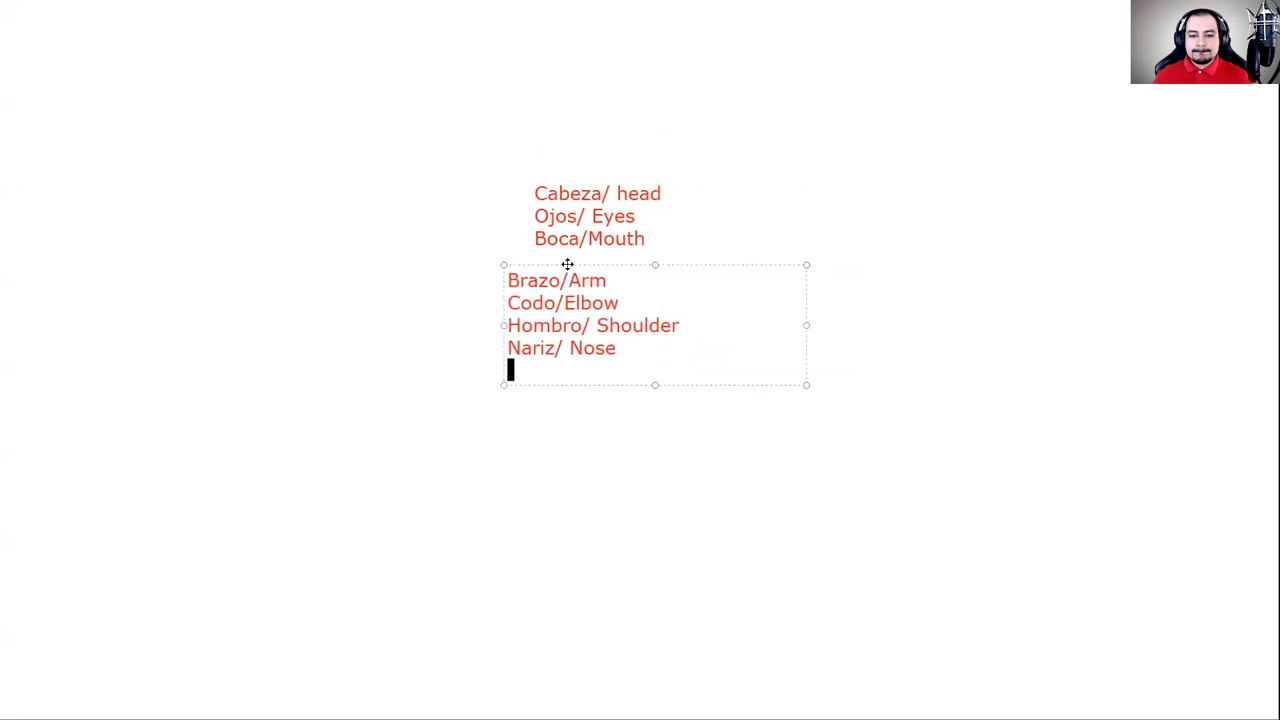 Cabeza/ head
Ojos/ Eyes
Boca/Mouth
Brazo/Arm
Codo/Elbow
Hombro/ Shoulder
Nariz/ Nose